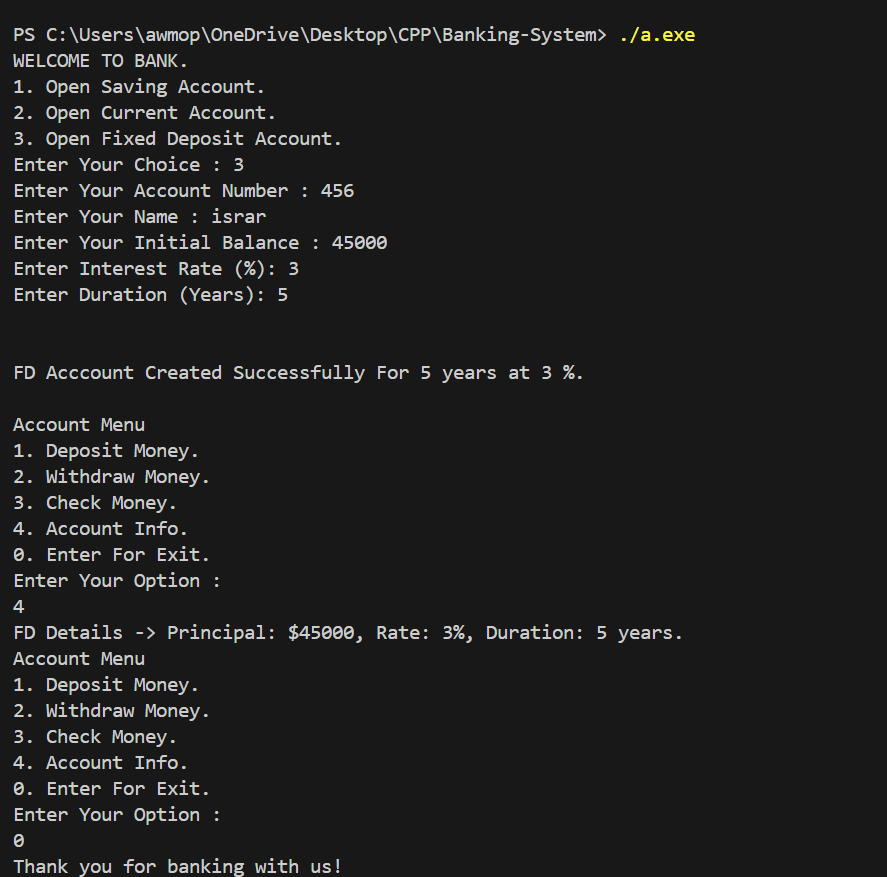 PS C:\Users\awmop\OneDrive\Desktop\CPP\Banking-System> ./a.exe
WELCOME TO BANK.
1. Open Saving Account.
2. Open Current Account.
3. Open Fixed Deposit Account.
Enter Your Choice : 3
Enter Your Account Number : 456
Enter Your Name : israr
Enter Your Initial Balance : 45000
Enter Interest Rate (%): 3
Enter Duration (Years): 5
FD Acccount Created Successfully For 5 years at 3 %.
Account Menu
1. Deposit Money.
2. Withdraw Money.
3. Check Money.
4. Account Info.
0. Enter For Exit.
Enter Your Option :
4
FD Details -> Principal: $45000, Rate: 3%, Duration: 5 years.
Account Menu
1. Deposit Money.
2. Withdraw Money.
3. Check Money.
4. Account Info.
0. Enter For Exit.
Enter Your Option :
0
Thank you for banking with us!